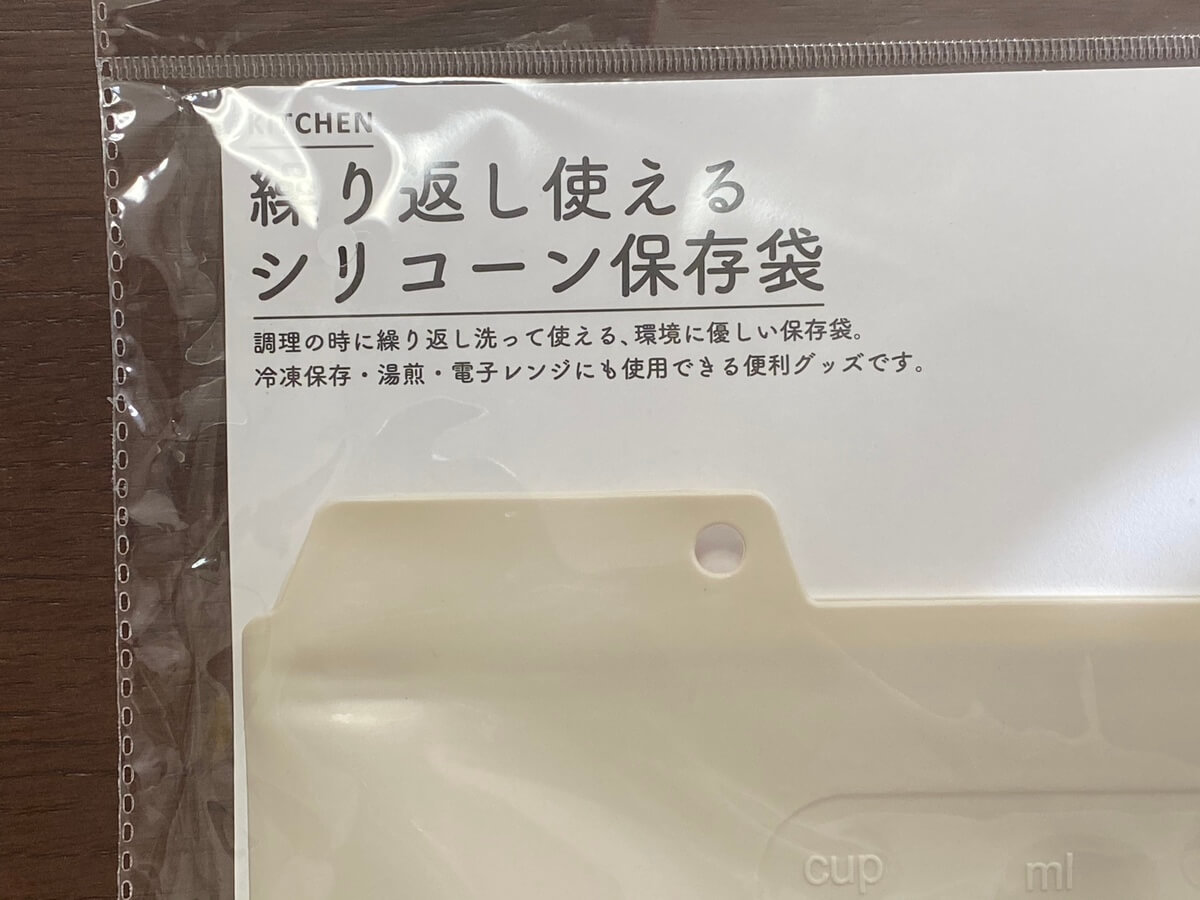 KITCHEN
繰り返し使える
シリコーン保存袋
調理の時に繰り返し洗って使える、環境に優しい保存袋。
冷凍保存・湯煎・電子レンジにも使用できる便利グッズです。
cup ml